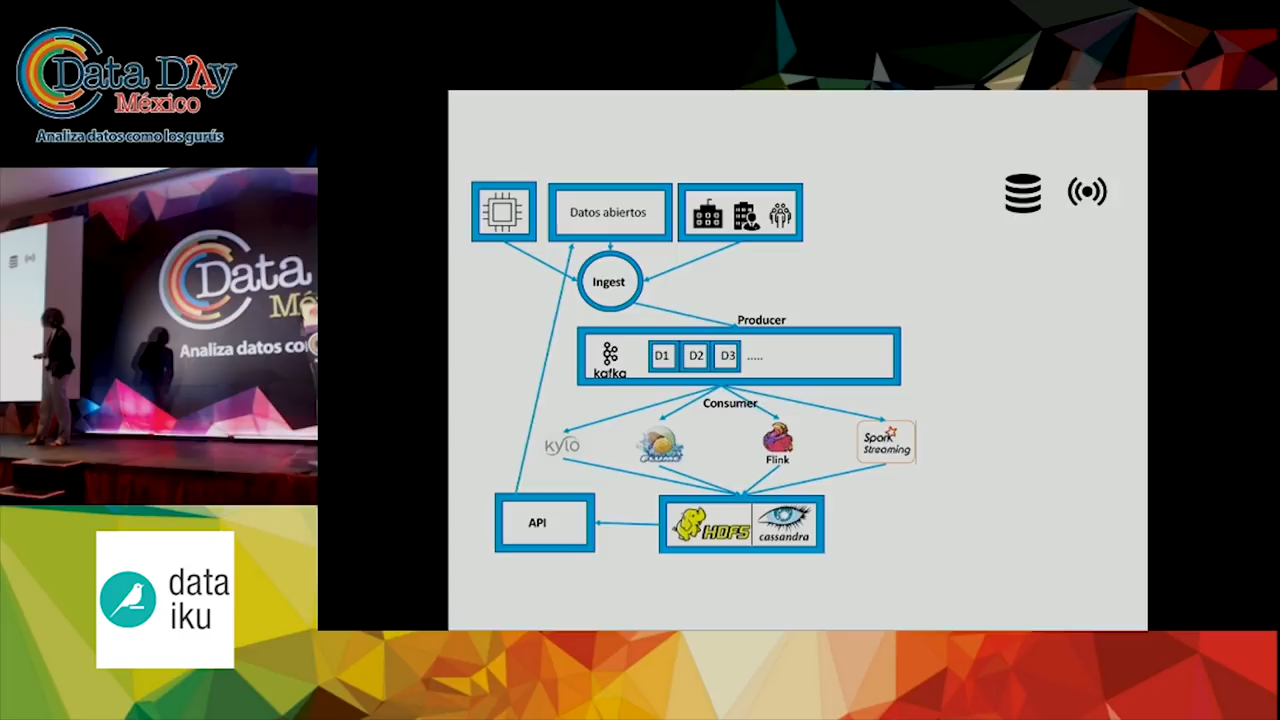 Data Day
México
Analiza datos como los gurús
Datos abiertos
Ingest
Producer
kafka
D1 D2 D3 .....
Consumer
kylo
Flink
Spark
Streaming
API
HDFS
cassandra
Data
Analiza datos co
data
iku